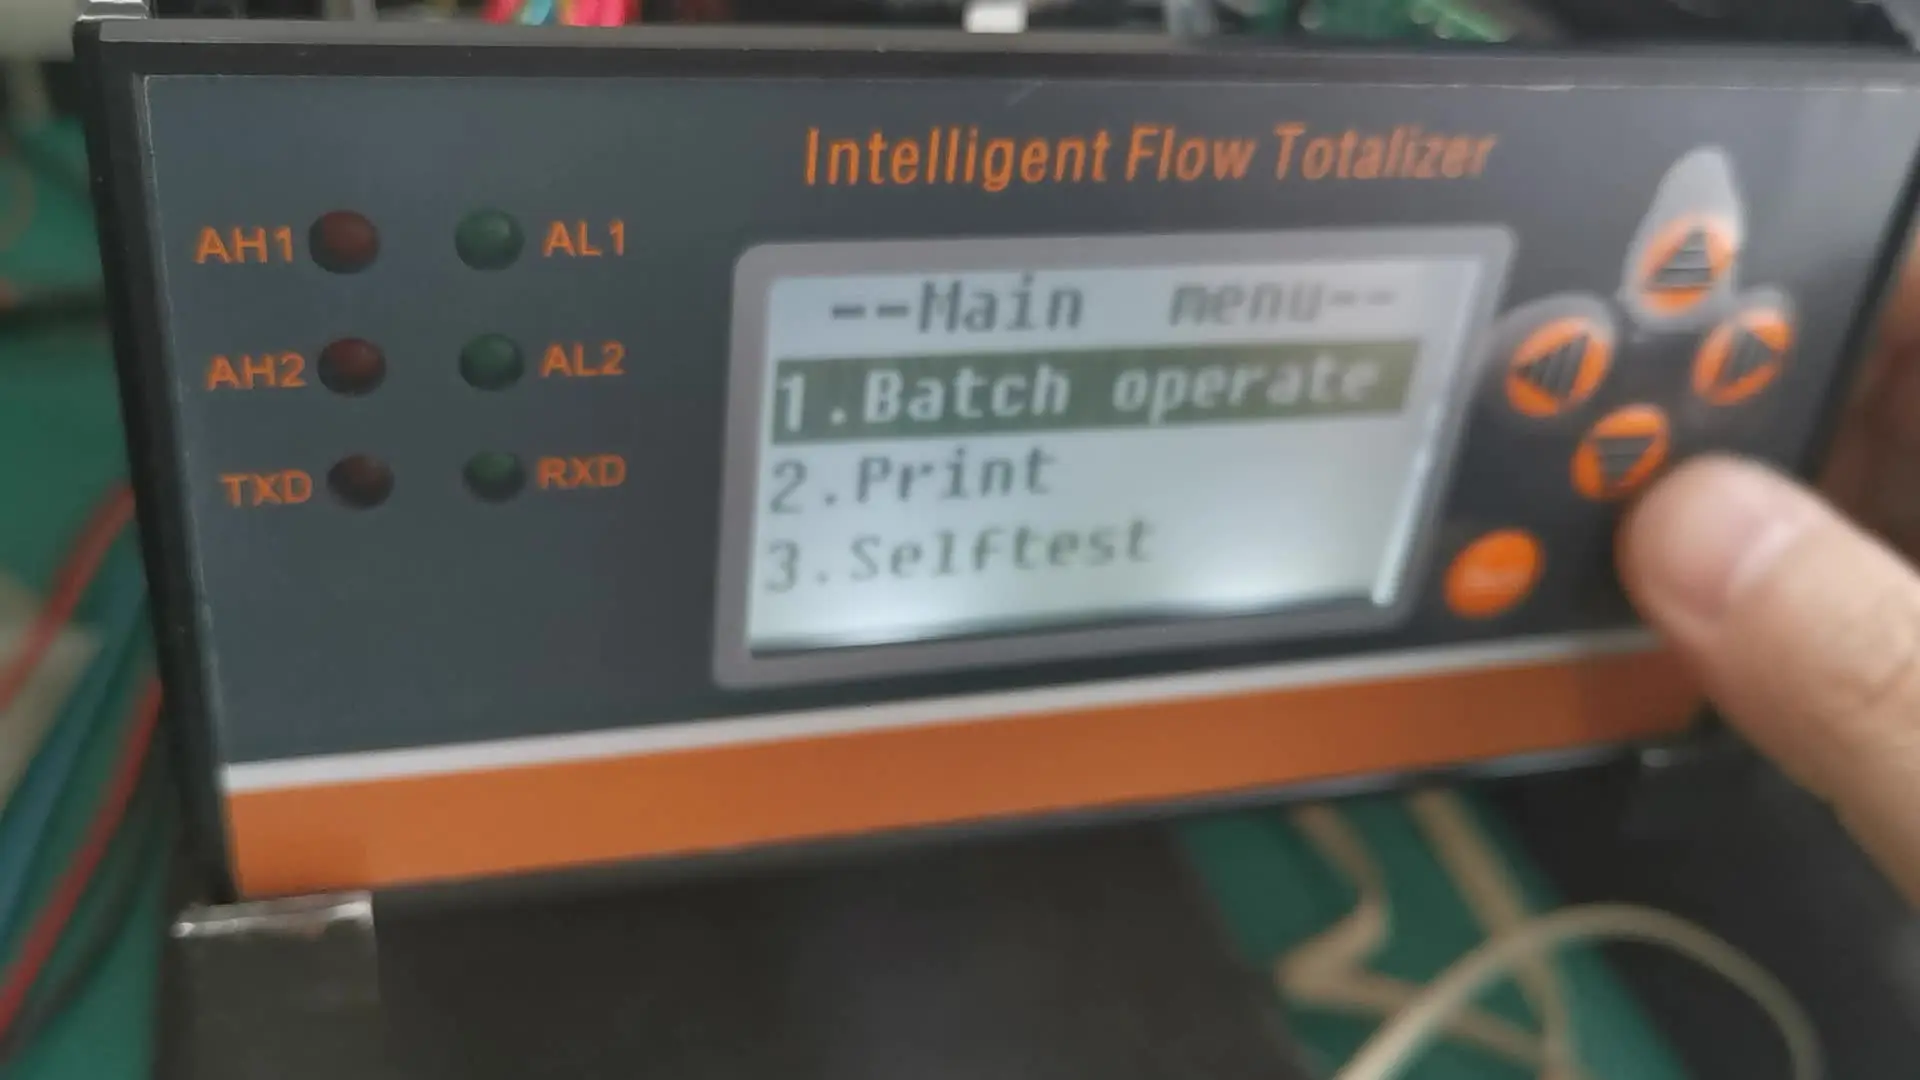 Intelligent Flow Totalizer
AH1 AL1
AH2 AL2
TXD RXD
--Main menu--
1.Batch operate
2.Print
3.Selftest